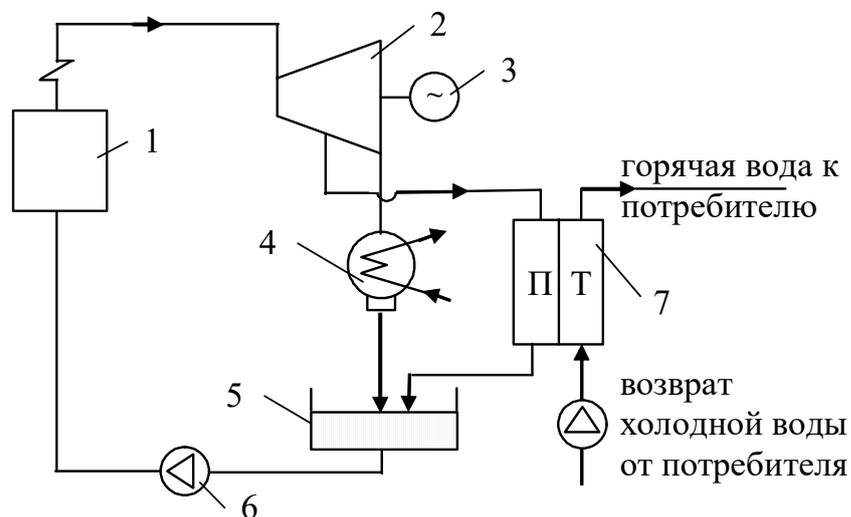 2
3
1
горячая вода к
потребителю
4
П Т
7
5
возврат
холодной воды
от потребителя
6
~